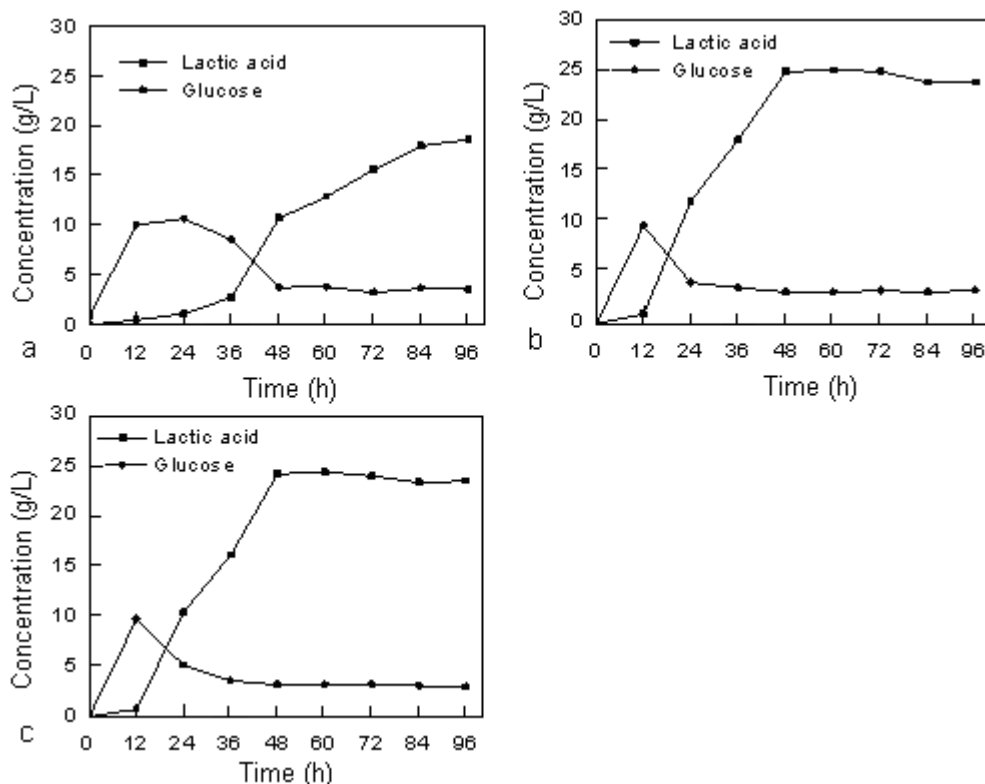 30
25
20
15
10
5
0
Concentration (g/L)
Lactic acid
Glucose
0 12 24 36 48 60 72 84 96
Time (h)
a
30
25
20
15
10
5
0
Concentration (g/L)
Lactic acid
Glucose
0 12 24 36 48 60 72 84 96
Time (h)
b
30
25
20
15
10
5
0
Concentration (g/L)
Lactic acid
Glucose
0 12 24 36 48 60 72 84 96
Time (h)
c